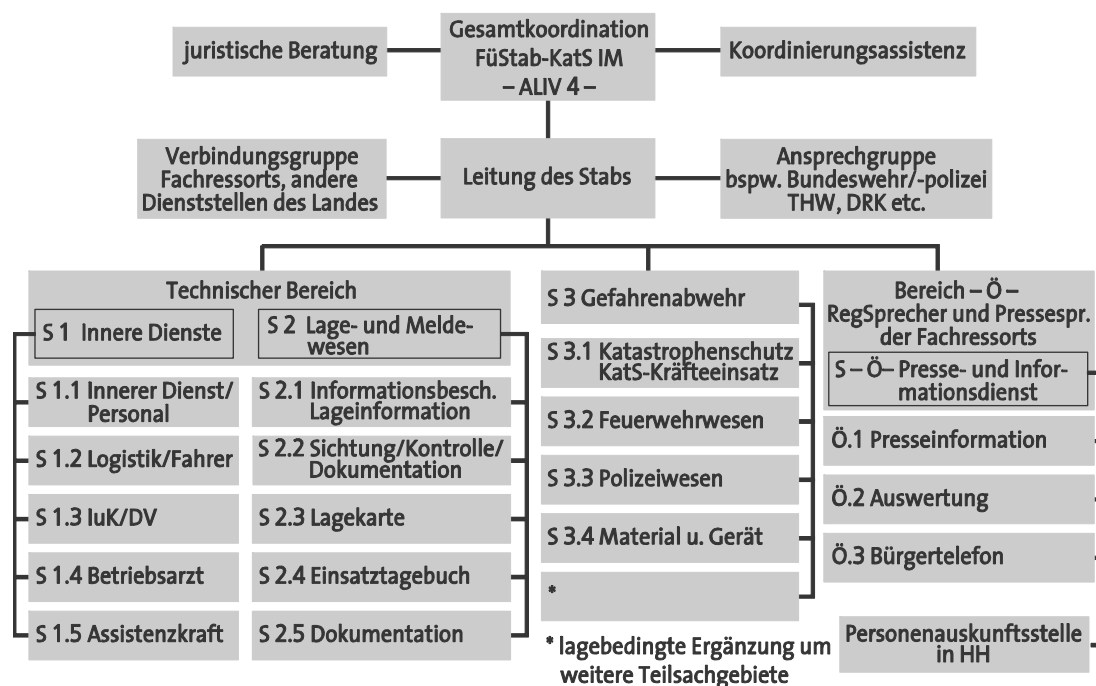 juristische Beratung
Gesamtkoordination
FüStab-KatS IM
– ALIV 4 –
Koordinierungsassistenz
Verbindungsgruppe
Fachressorts, andere
Dienststellen des Landes
Leitung des Stabs
Ansprechgruppe
bspw. Bundeswehr/-polizei
THW, DRK etc.
Technischer Bereich
S 1 Innere Dienste
S 2 Lage- und Melde-
wesen
S 1.1 Innerer Dienst/
Personal
S 1.2 Logistik/Fahrer
S 1.3 IuK/DV
S 1.4 Betriebsarzt
S 1.5 Assistenzkraft
S 2.1 Informationsbesch.
Lageinformation
S 2.2 Sichtung/Kontrolle/
Dokumentation
S 2.3 Lagekarte
S 2.4 Einsatztagebuch
S 2.5 Dokumentation
S 3 Gefahrenabwehr
S 3.1 Katastrophenschutz
KatS-Kräfteeinsatz
S 3.2 Feuerwehrwesen
S 3.3 Polizeiwesen
S 3.4 Material u. Gerät
*
* lagebedingte Ergänzung um
weitere Teilsachgebiete
Bereich – Ö –
RegSprecher und Pressespr.
der Fachressorts
S – Ö– Presse- und Infor-
mationsdienst
Ö.1 Presseinformation
Ö.2 Auswertung
Ö.3 Bürgertelefon
Personenauskunftsstelle
in HH